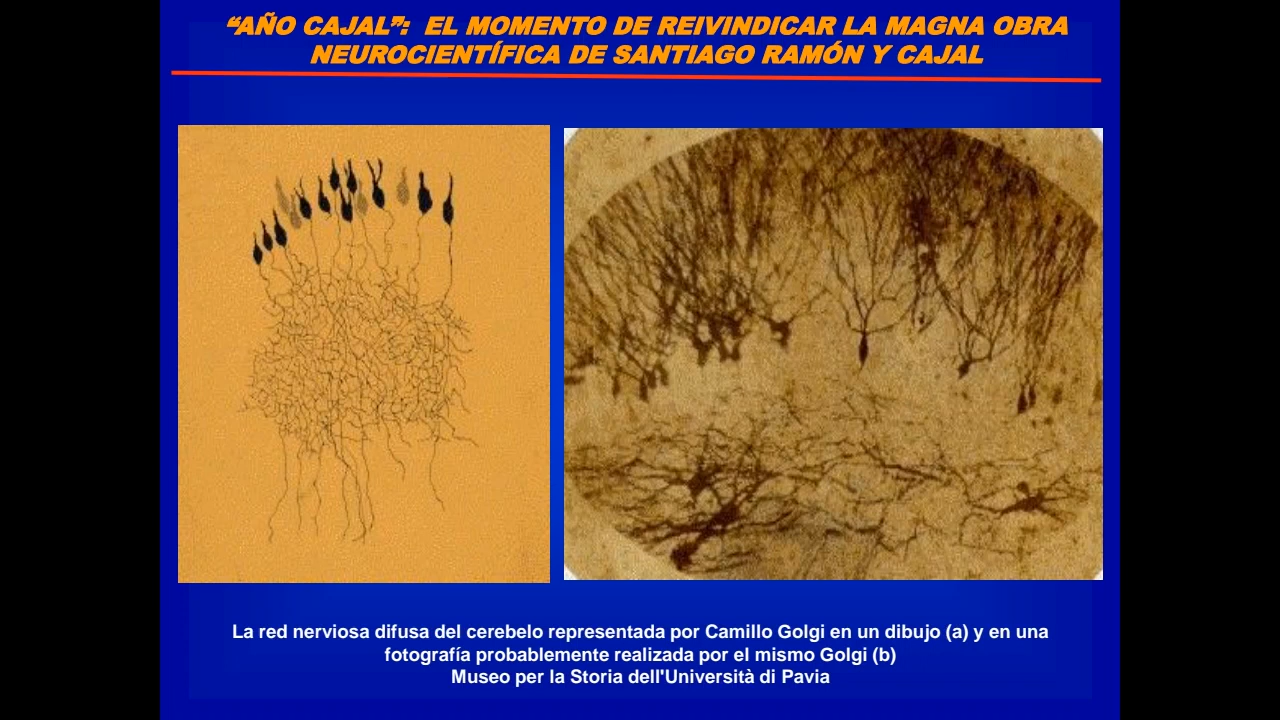 “AÑO CAJAL”: EL MOMENTO DE REIVINDICAR LA MAGNA OBRA
NEUROCIENTÍFICA DE SANTIAGO RAMÓN Y CAJAL
La red nerviosa difusa del cerebelo representada por Camillo Golgi en un dibujo (a) y en una
fotografía probablemente realizada por el mismo Golgi (b)
Museo per la Storia dell'Università di Pavia